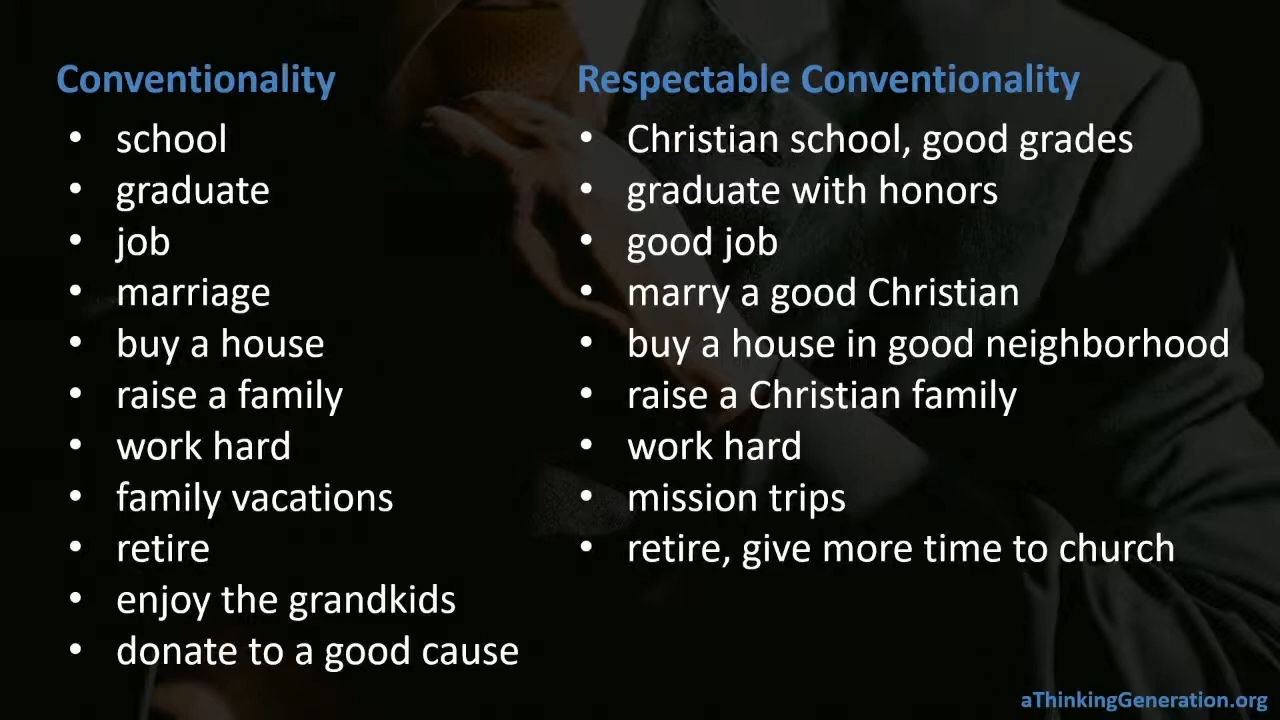 Conventionality
• school
• graduate
• job
• marriage
• buy a house
• raise a family
• work hard
• family vacations
• retire
• enjoy the grandkids
• donate to a good cause
Respectable Conventionality
• Christian school, good grades
• graduate with honors
• good job
• marry a good Christian
• buy a house in good neighborhood
• raise a Christian family
• work hard
• mission trips
• retire, give more time to church
aThinkingGeneration.org